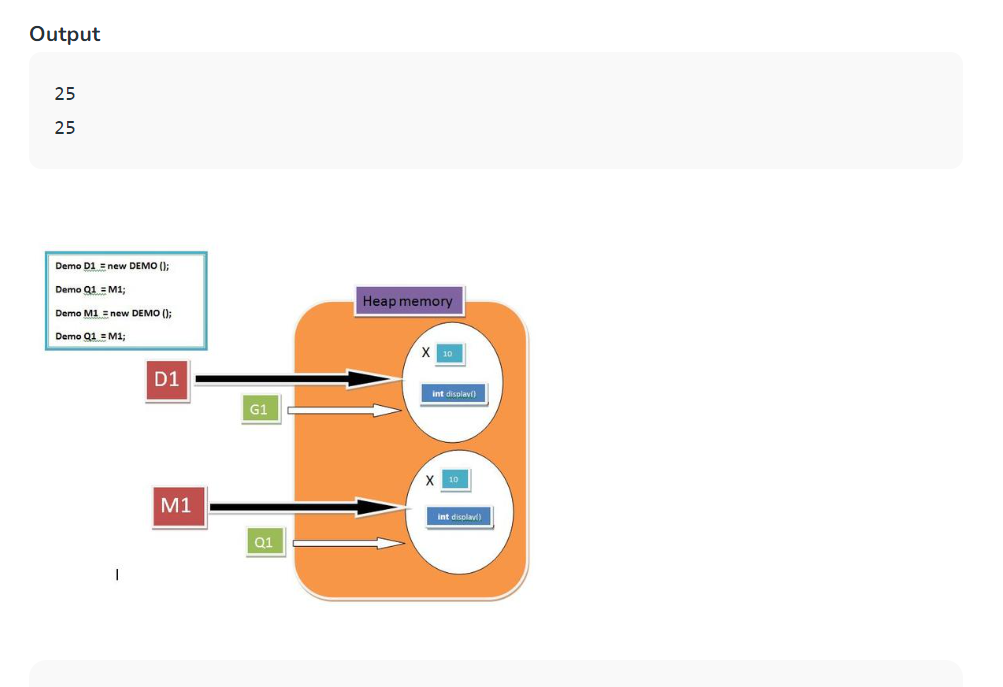 Output
25
25
Demo D1 = new DEMO ();
Demo Q1 = M1;
Demo M1 = new DEMO ();
Demo Q1 = M1;
Heap memory
X 10
D1
int display()
G1
X 10
M1
int display()
Q1